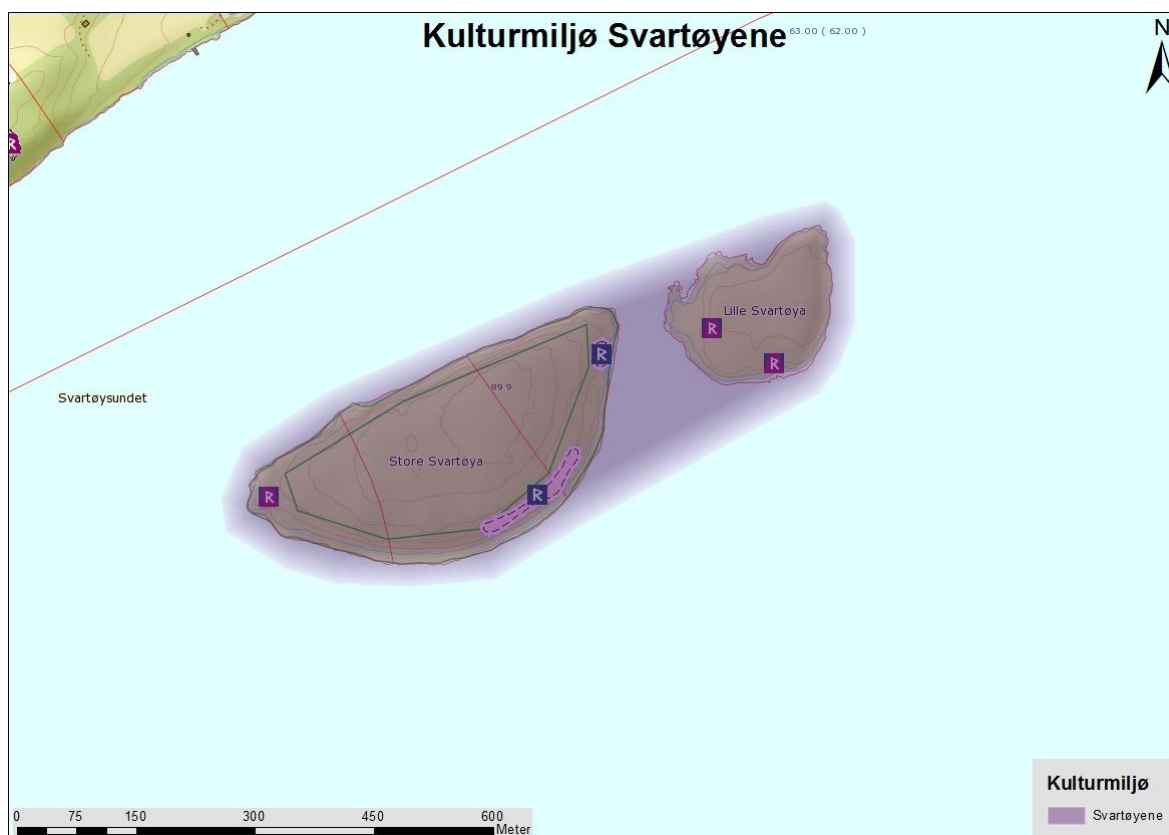 Kulturmiljø Svartøyene
63.00 ( 62.00 )
N
R
Lille Svartøya
R
R
R
89 9
Svartøysundet
Store Svartøya
R
R
Kulturmiljø
Svartøyene
0 75 150 300 450 600
Meter